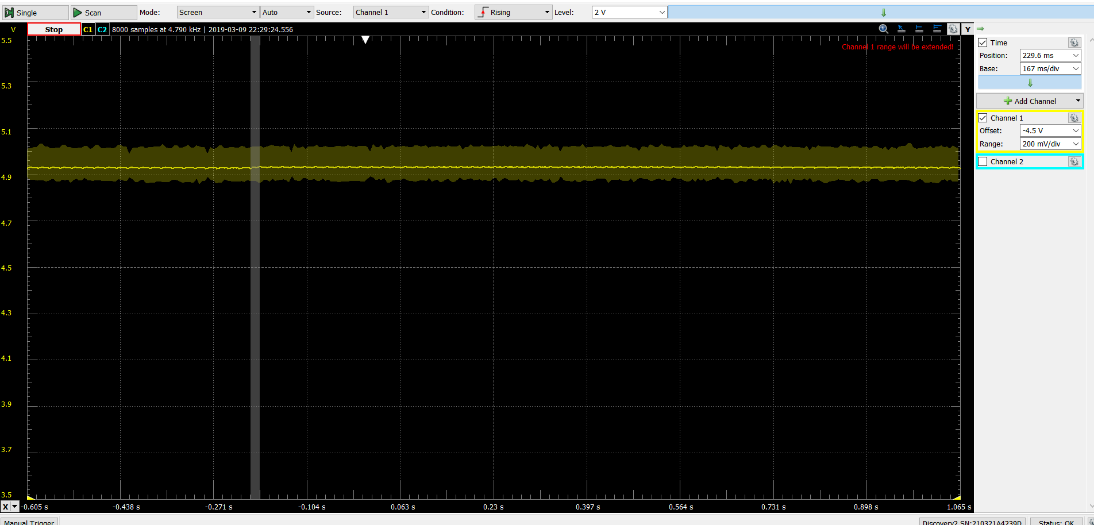 Single Scan Mode: Screen Auto Source: Channel 1 Condition: Rising Level: 2 V
V Stop C1 C2 8000 samples at 4.790 kHz | 2019-03-09 22:29:24.556 Y
Channel 1 range will be extended!
5.5
5.3
5.1
4.9
4.7
4.5
4.3
4.1
3.9
3.7
3.5
X -0.605 s -0.438 s -0.271 s -0.104 s 0.063 s 0.23 s 0.397 s 0.564 s 0.731 s 0.898 s 1.065 s
Time
Position: 229.6 ms
Base: 167 ms/div
Add Channel
Channel 1
Offset: -4.5 V
Range: 200 mV/div
Channel 2
Manual Trigger Discovery2 SN:210321A4239D Status: OK